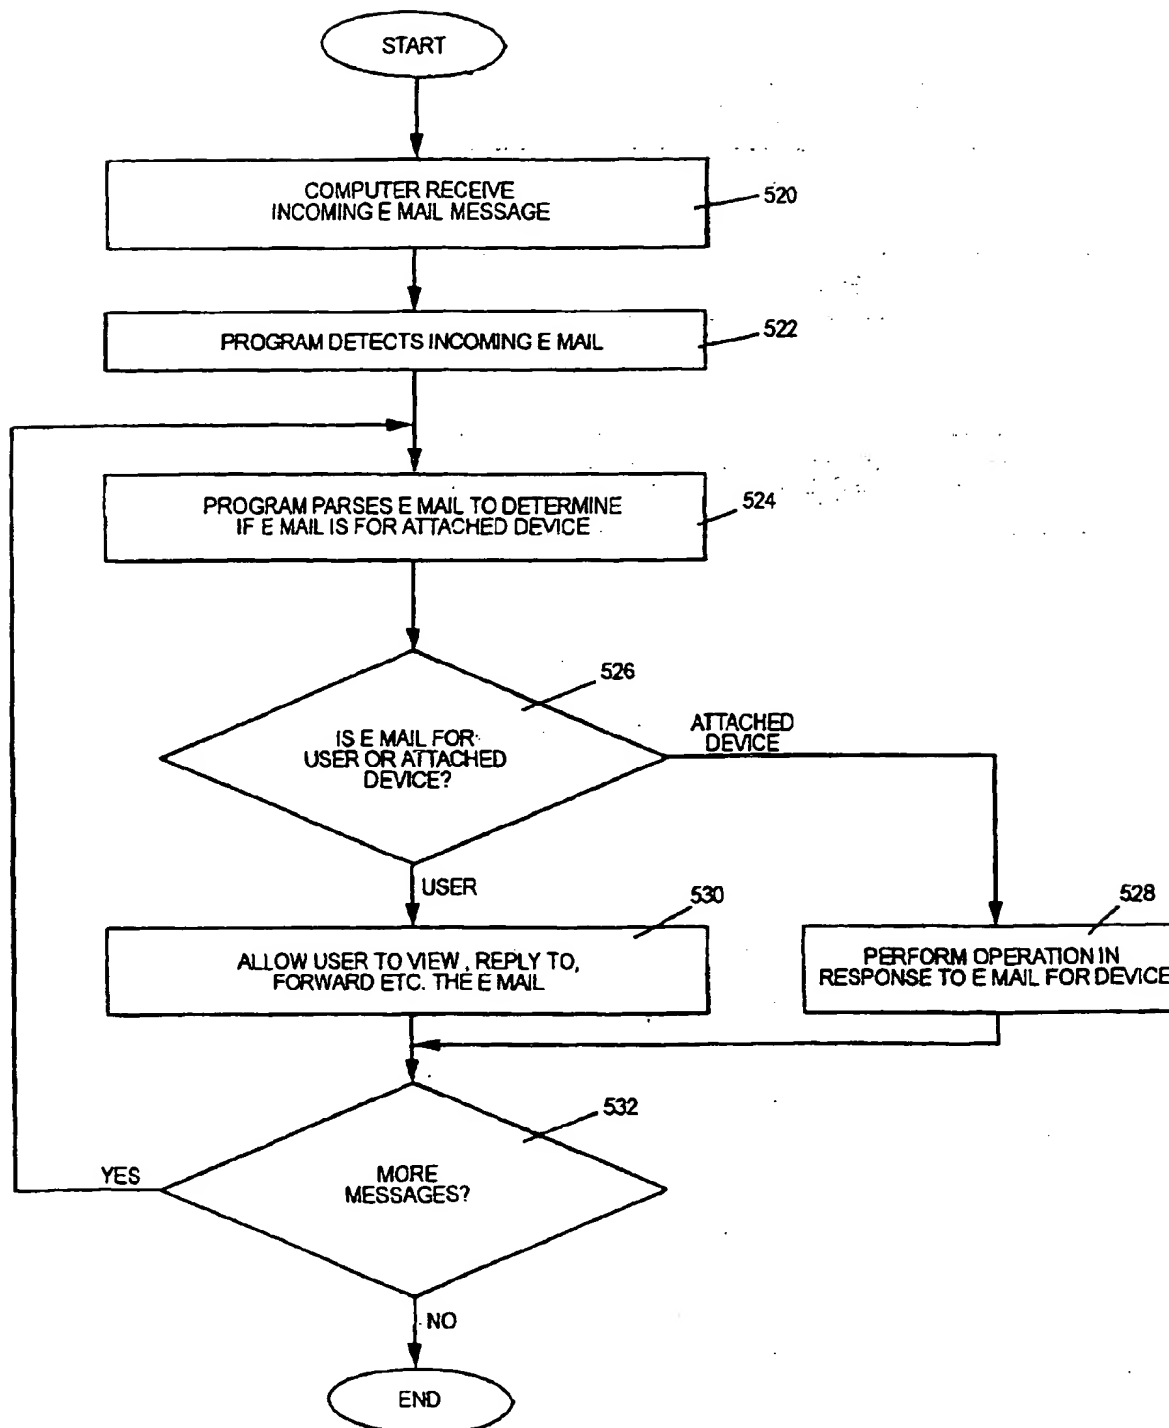 START
COMPUTER RECEIVE
INCOMING E MAIL MESSAGE
520
PROGRAM DETECTS INCOMING E MAIL
522
PROGRAM PARSES E MAIL TO DETERMINE
IF E MAIL IS FOR ATTACHED DEVICE
524
526
IS E MAIL FOR
USER OR ATTACHED
DEVICE?
ATTACHED
DEVICE
USER
530
528
ALLOW USER TO VIEW , REPLY TO,
FORWARD ETC. THE E MAIL
PERFORM OPERATION IN
RESPONSE TO E MAIL FOR DEVICE
532
MORE
MESSAGES?
YES
NO
END